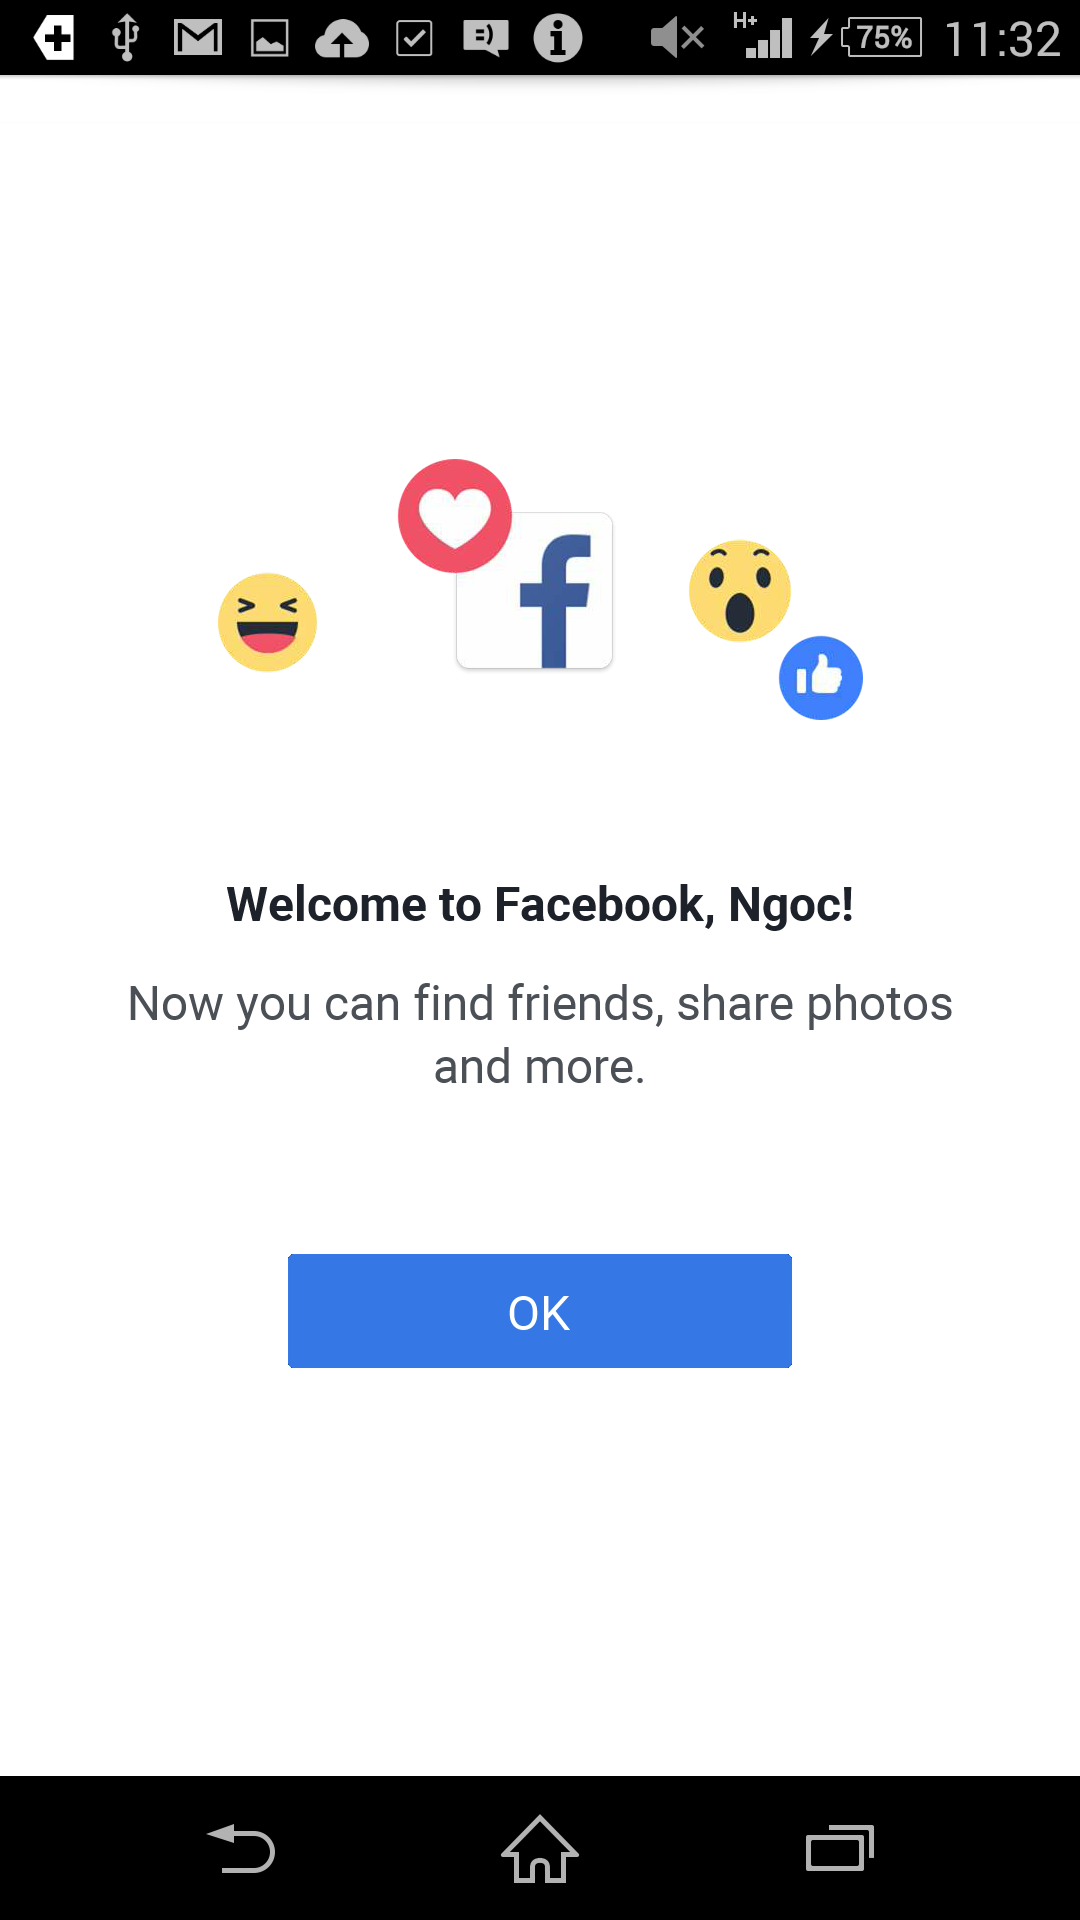 H+ 75% 11:32
Welcome to Facebook, Ngoc!
Now you can find friends, share photos
and more.
OK